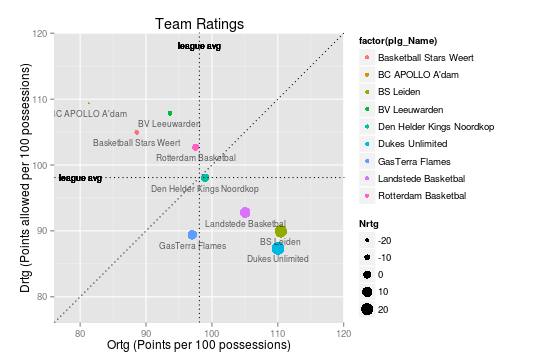 Team Ratings
120
110
100
90
80
Drtg (Points allowed per 100 possessions)
league avg
league avg
BC APOLLO A'dam
BV Leeuwarden
Basketball Stars Weert
Rotterdam Basketbal
Den Helder Kings Noordkop
Landstede Basketbal
BS Leiden
GasTerra Flames
Dukes Unlimited
80
90
100
110
120
Ortg (Points per 100 possessions)
factor(plg_Name)
Basketball Stars Weert
BC APOLLO A'dam
BS Leiden
BV Leeuwarden
Den Helder Kings Noordkop
Dukes Unlimited
GasTerra Flames
Landstede Basketbal
Rotterdam Basketbal
Nrtg
-20
-10
0
10
20